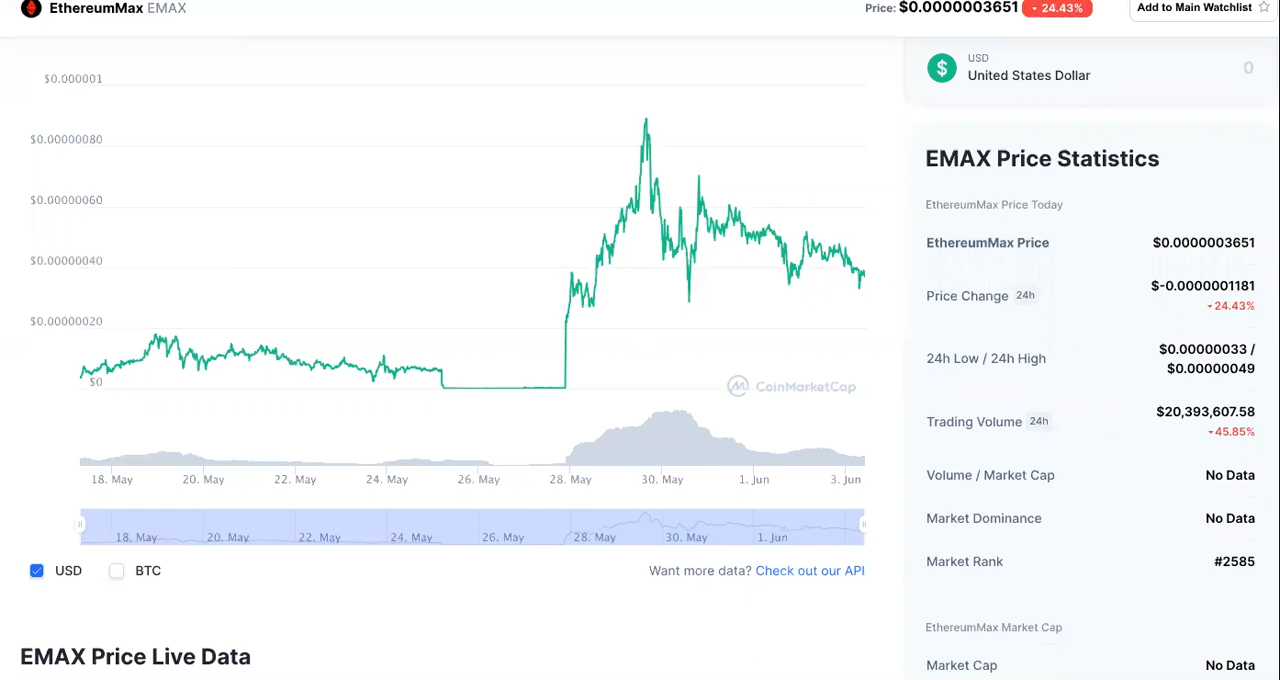 EthereumMax EMAX
Price: $0.0000003651 24.43%
Add to Main Watchlist
$0.000001
$0.00000080
$0.00000060
$0.00000040
$0.00000020
$0
CoinMarketCap
18. May 20. May 22. May 24. May 26. May 28. May 30. May 1. Jun 3. Jun
18. May 20. May 22. May 24. May 26. May 28. May 30. May 1. Jun
USD BTC
Want more data? Check out our API
EMAX Price Live Data
$
USD
United States Dollar
0
EMAX Price Statistics
EthereumMax Price Today
EthereumMax Price $0.0000003651
Price Change 24h $-0.0000001181
24.43%
24h Low / 24h High $0.00000033 /
$0.00000049
Trading Volume 24h $20,393,607.58
45.85%
Volume / Market Cap No Data
Market Dominance No Data
Market Rank #2585
EthereumMax Market Cap
Market Cap No Data